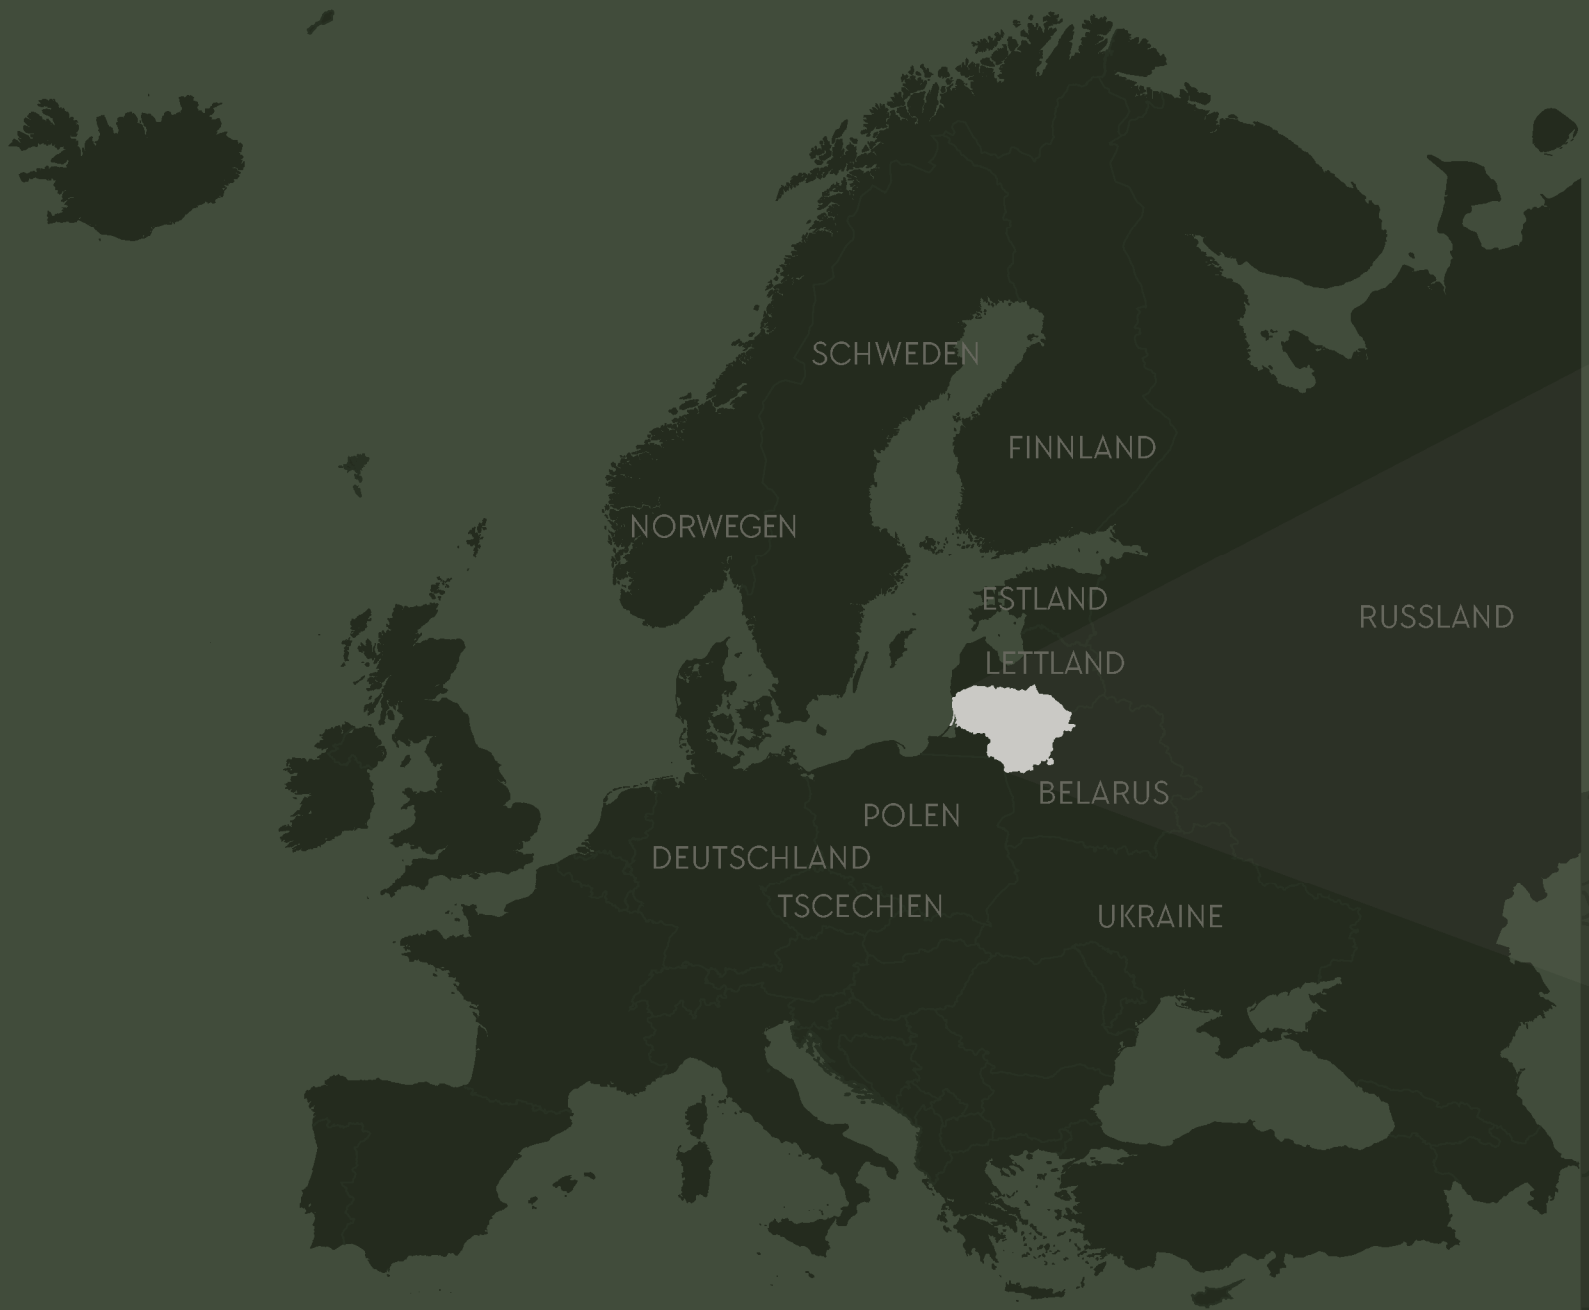 SCHWEDEN
FINNLAND
NORWEGEN
ESTLAND
RUSSLAND
LETTLAND
BELARUS
POLEN
DEUTSCHLAND
TSCECHIEN
UKRAINE